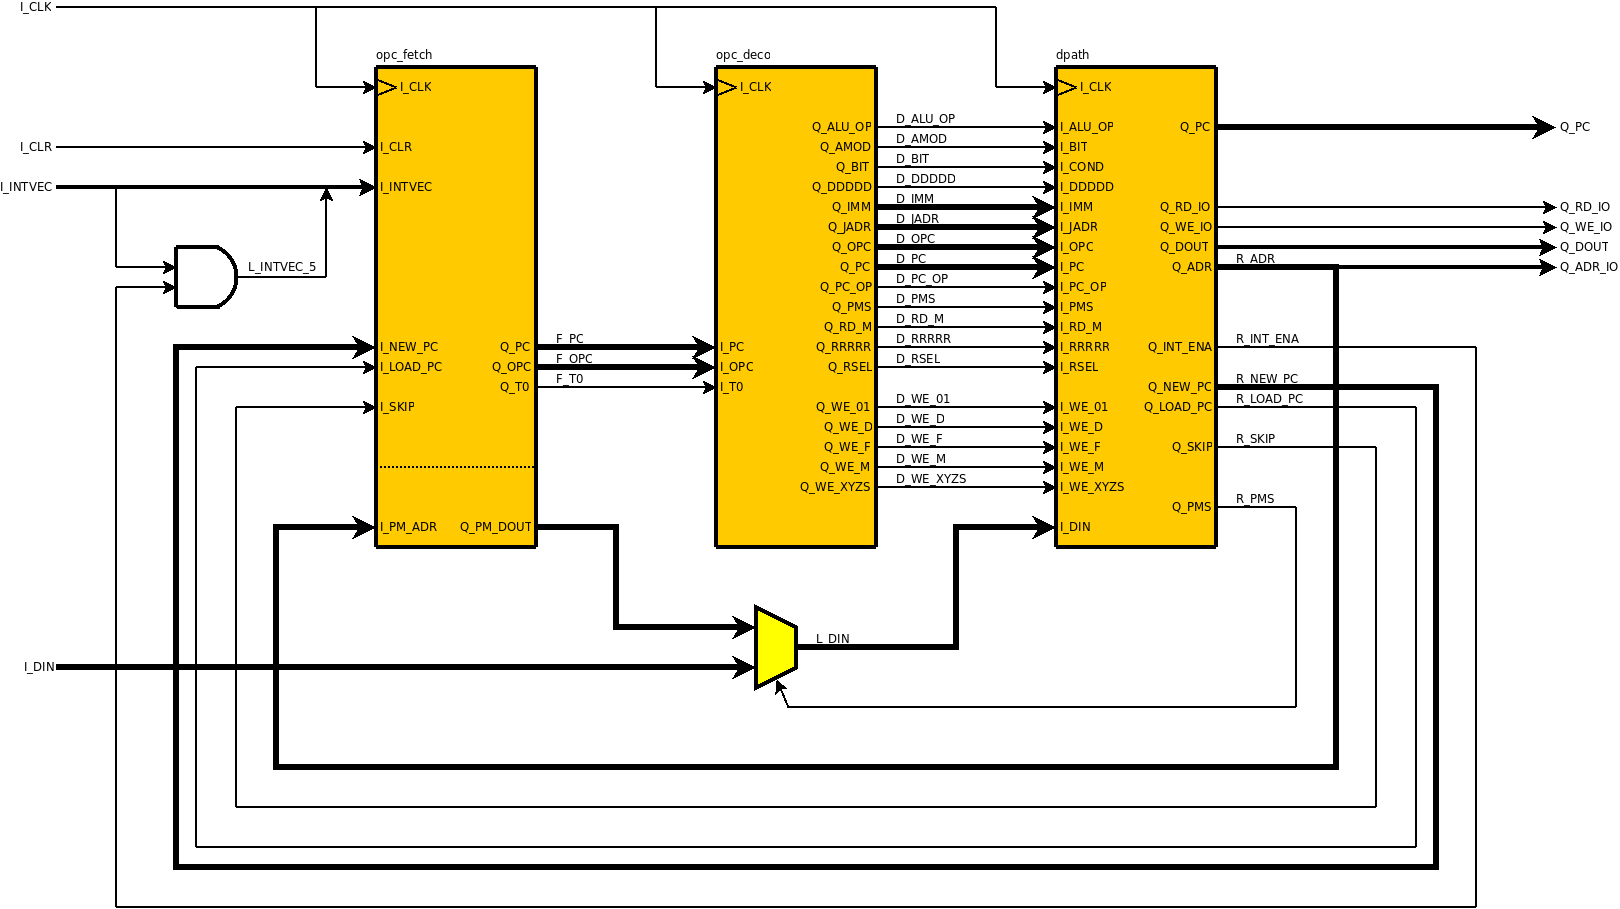 I_CLK
opc_fetch
opc_deco
dpath
I_CLK
I_CLK
I_CLK
Q_ALU_OP
D_ALU_OP
I_ALU_OP
Q_PC
Q_PC
I_CLR
I_CLR
Q_AMOD
D_AMOD
I_BIT
Q_BIT
D_BIT
I_COND
I_INTVEC
I_INTVEC
Q_DDDDD
D_DDDDD
I_DDDDD
Q_IMM
D_IMM
I_IMM
Q_RD_IO
Q_RD_IO
Q_JADR
D_JADR
I_JADR
Q_WE_IO
Q_WE_IO
Q_OPC
D_OPC
I_OPC
Q_DOUT
Q_DOUT
L_INTVEC_5
Q_PC
D_PC
I_PC
Q_ADR
R_ADR
Q_ADR_IO
Q_PC_OP
D_PC_OP
I_PC_OP
Q_PMS
D_PMS
I_PMS
Q_RD_M
D_RD_M
I_RD_M
I_NEW_PC
Q_PC
F_PC
I_PC
Q_RRRRR
D_RRRRR
I_RRRRR
Q_INT_ENA
R_INT_ENA
I_LOAD_PC
Q_OPC
F_OPC
I_OPC
Q_RSEL
D_RSEL
I_RSEL
Q_T0
F_T0
I_T0
Q_NEW_PC
R_NEW_PC
I_SKIP
Q_WE_01
D_WE_01
I_WE_01
Q_LOAD_PC
R_LOAD_PC
Q_WE_D
D_WE_D
I_WE_D
Q_WE_F
D_WE_F
I_WE_F
Q_SKIP
R_SKIP
Q_WE_M
D_WE_M
I_WE_M
Q_WE_XYZS
D_WE_XYZS
I_WE_XYZS
Q_PMS
R_PMS
I_PM_ADR
Q_PM_DOUT
I_DIN
L_DIN
I_DIN